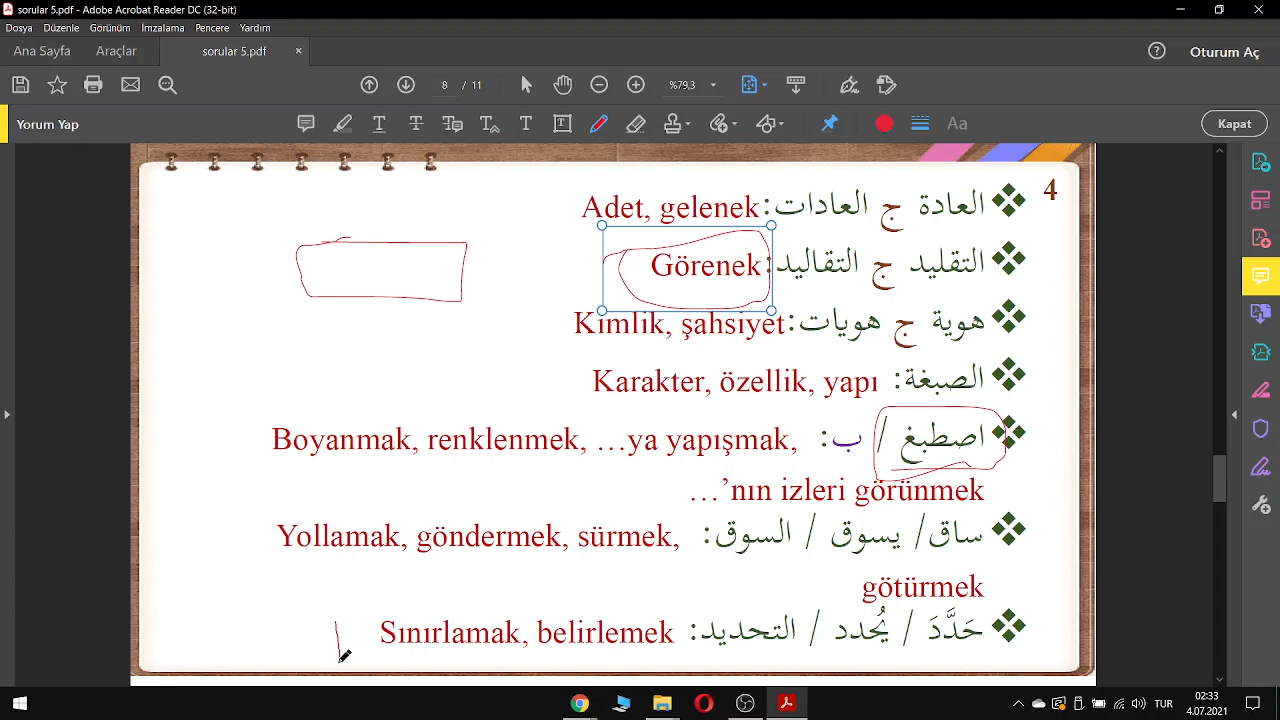 sorular 5.pdf - Adobe Acrobat Reader DC (32-bit)
Dosya Düzenle Görünüm İmzalama Pencere Yardım
Ana Sayfa Araçlar sorular 5.pdf × Oturum Aç
8 / 11 %79,3
Yorum Yap Aa Kapat
4
العادة ج العادات: Adet, gelenek
التقليد ج التقاليد: Görenek
هوية ج هويات: Kimlik, şahsiyet
الصبغة: Karakter, özellik, yapı
اصطبغ / ب: Boyanmak, renklenmek, …ya yapışmak,
…’nın izleri görünmek
ساق/ يسوق / السوق: Yollamak, göndermek, sürmek,
götürmek
حَدَّدَ / يُحدد / التحديد: Sınırlamak, belirlemek
TUR
02:33
4.07.2021